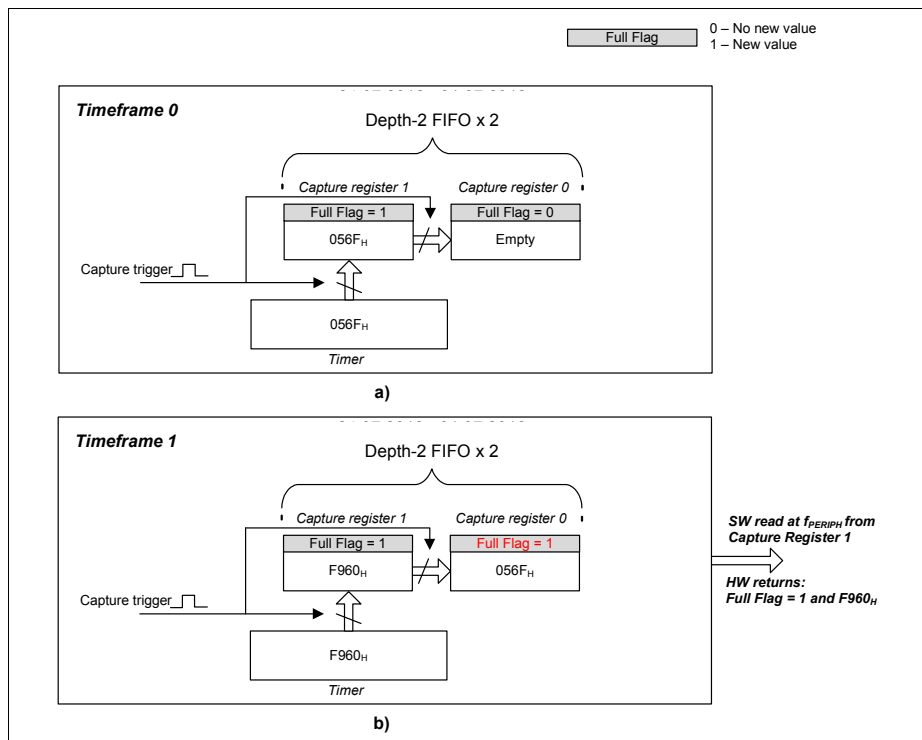 Full Flag
0 – No new value
1 – New value
Timeframe 0
Depth-2 FIFO x 2
Capture register 1
Capture register 0
Full Flag = 1
Full Flag = 0
056FH
Empty
Capture trigger
056FH
Timer
a)
Timeframe 1
Depth-2 FIFO x 2
Capture register 1
Capture register 0
Full Flag = 1
Full Flag = 1
F960H
056FH
Capture trigger
F960H
Timer
b)
SW read at fPERIPH from
Capture Register 1
HW returns:
Full Flag = 1 and F960H